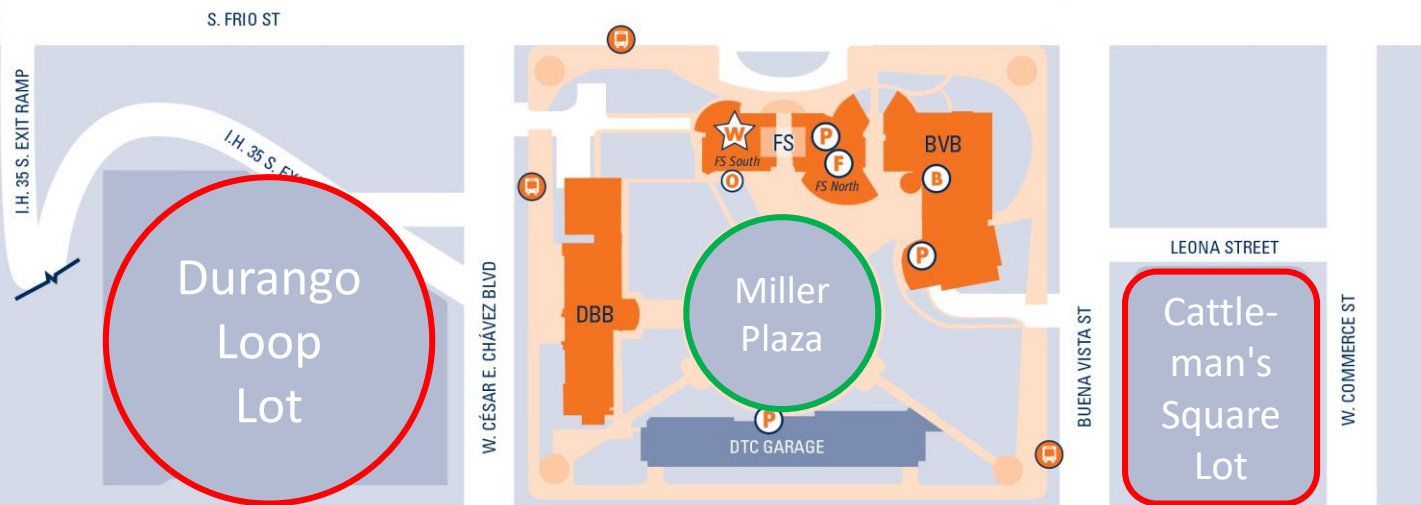 S. FRIO ST
I.H. 35 S. EXIT RAMP
I.H. 35 S.
Durango
Loop
Lot
W. CÉSAR E. CHÁVEZ BLVD
W
FS
P
FS South
F
O
FS North
BVB
B
P
DBB
Miller
Plaza
P
DTC GARAGE
BUENA VISTA ST
LEONA STREET
Cattle-
man's
Square
Lot
W. COMMERCE ST